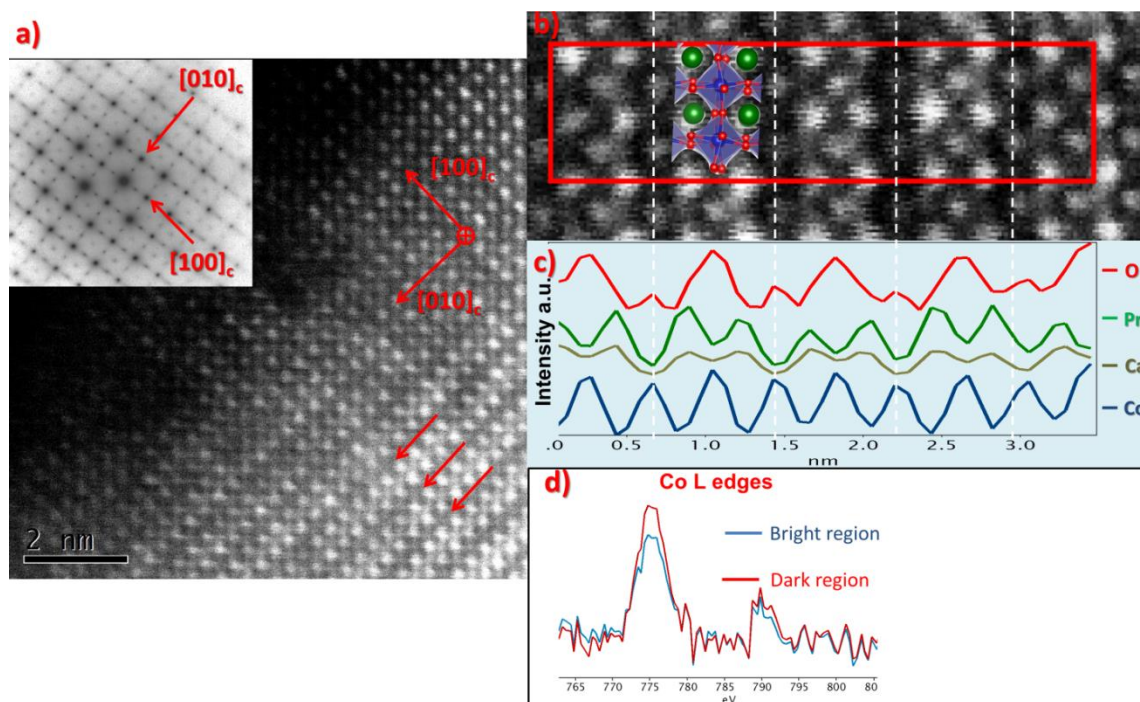 a)
[010]c
[100]c
[100]c
[010]c
2 nm
b)
c)
Intensity a.u.
O
Pr
Ca
Co
.0 0.5 1.0 1.5 2.0 2.5 3.0
nm
d)
Co L edges
Bright region
Dark region
765 770 775 780 785 790 795 800 80
eV